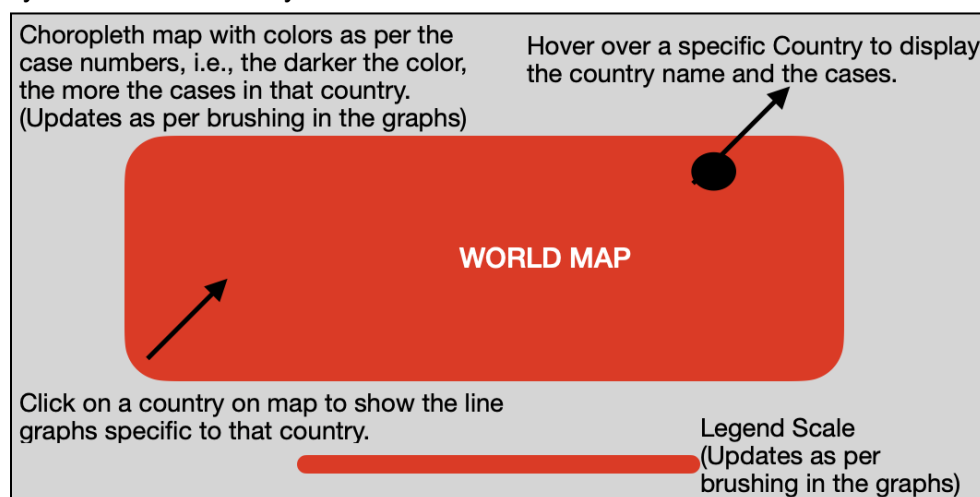 Choropleth map with colors as per the
case numbers, i.e., the darker the color,
the more the cases in that country.
(Updates as per brushing in the graphs)
Hover over a specific Country to display
the country name and the cases.
WORLD MAP
Click on a country on map to show the line
graphs specific to that country.
Legend Scale
(Updates as per
brushing in the graphs)